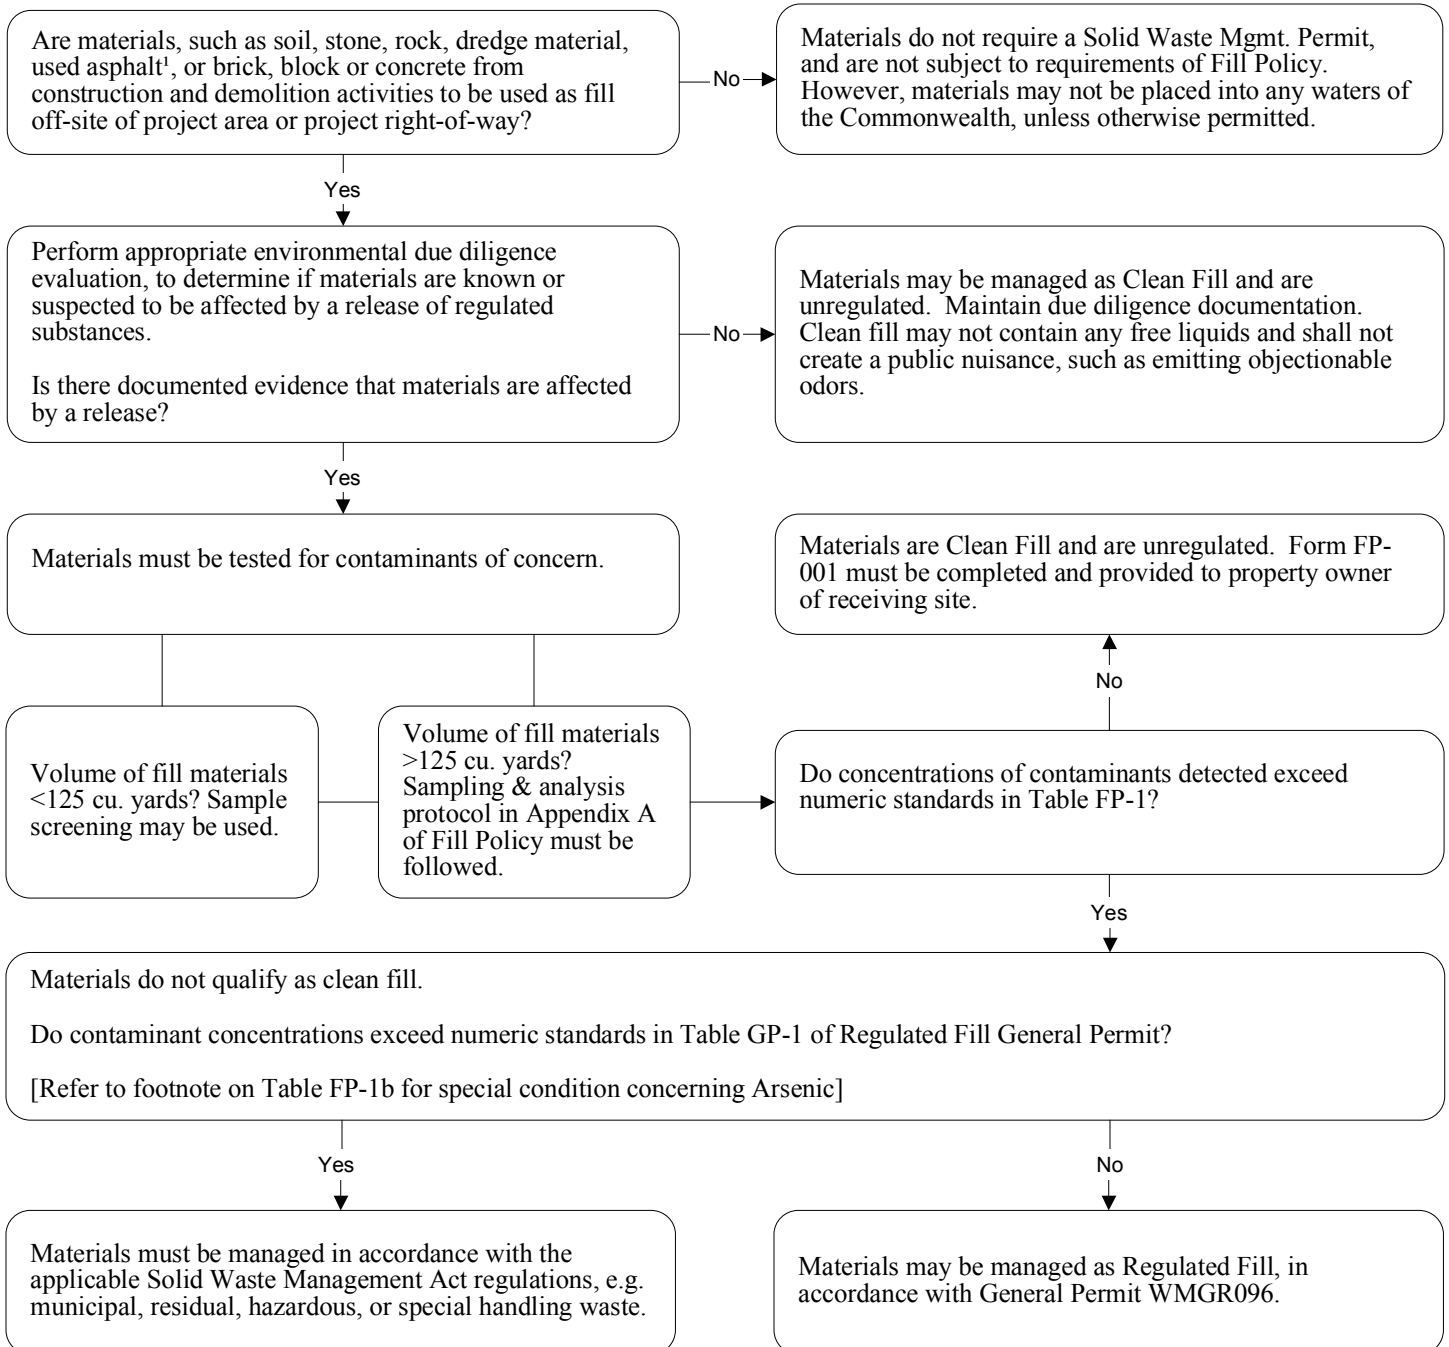 Are materials, such as soil, stone, rock, dredge material,
used asphalt¹, or brick, block or concrete from
construction and demolition activities to be used as fill
off-site of project area or project right-of-way?
No
Materials do not require a Solid Waste Mgmt. Permit,
and are not subject to requirements of Fill Policy.
However, materials may not be placed into any waters of
the Commonwealth, unless otherwise permitted.
Yes
Perform appropriate environmental due diligence
evaluation, to determine if materials are known or
suspected to be affected by a release of regulated
substances.
Is there documented evidence that materials are affected
by a release?
No
Materials may be managed as Clean Fill and are
unregulated.  Maintain due diligence documentation.
Clean fill may not contain any free liquids and shall not
create a public nuisance, such as emitting objectionable
odors.
Yes
Materials must be tested for contaminants of concern.
Materials are Clean Fill and are unregulated.  Form FP-
001 must be completed and provided to property owner
of receiving site.
No
Volume of fill materials
<125 cu. yards? Sample
screening may be used.
Volume of fill materials
>125 cu. yards?
Sampling & analysis
protocol in Appendix A
of Fill Policy must be
followed.
Do concentrations of contaminants detected exceed
numeric standards in Table FP-1?
Yes
Materials do not qualify as clean fill.
Do contaminant concentrations exceed numeric standards in Table GP-1 of Regulated Fill General Permit?
[Refer to footnote on Table FP-1b for special condition concerning Arsenic]
Yes
No
Materials must be managed in accordance with the
applicable Solid Waste Management Act regulations, e.g.
municipal, residual, hazardous, or special handling waste.
Materials may be managed as Regulated Fill, in
accordance with General Permit WMGR096.